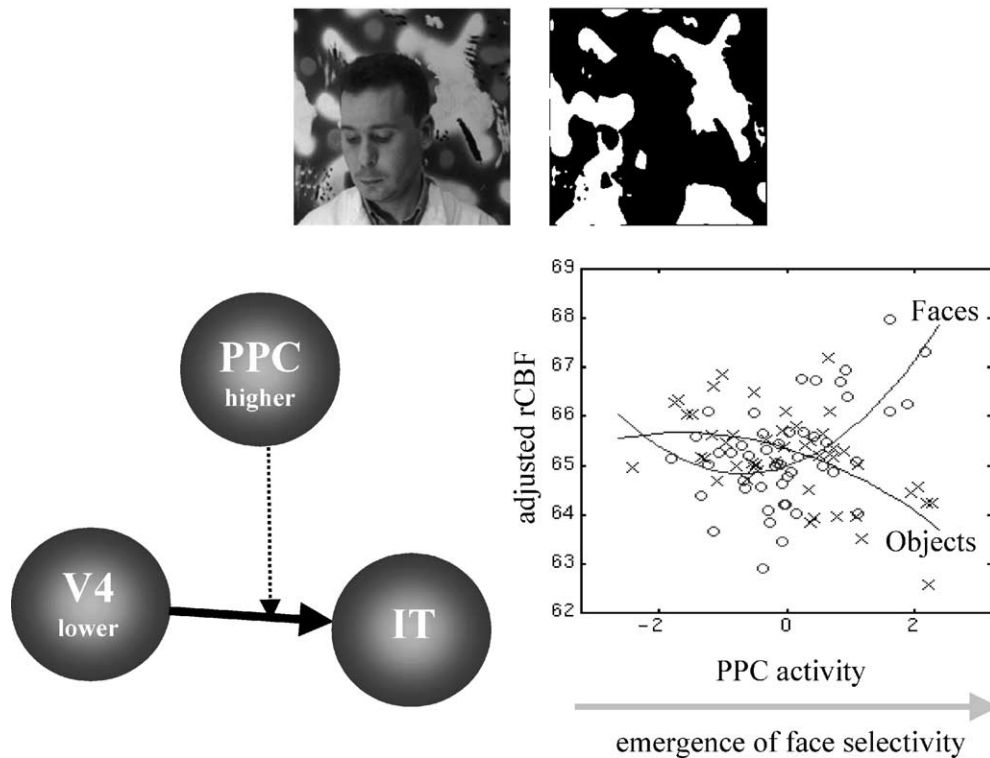 PPC
higher
V4
lower
IT
69
68
67
66
65
64
63
62
adjusted rCBF
Faces
Objects
-2
0
2
PPC activity
emergence of face selectivity